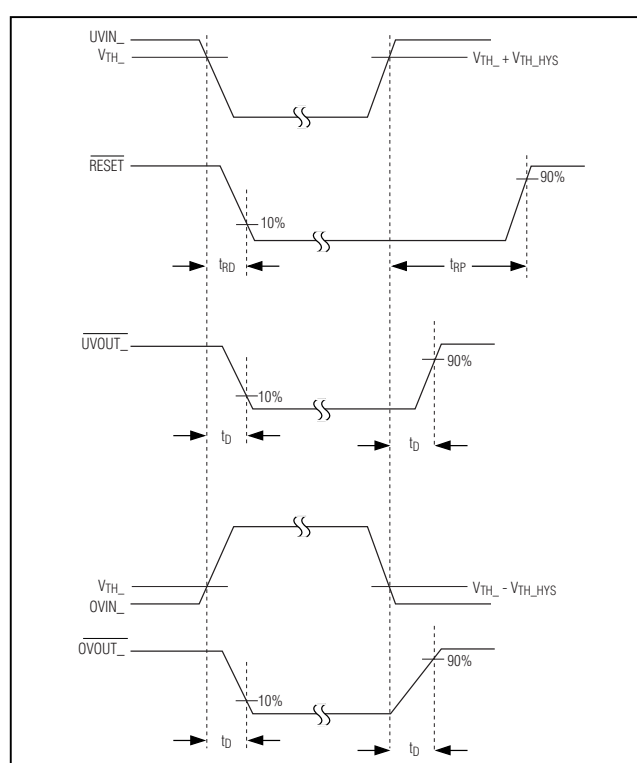 UVIN_
VTH_
VTH_ + VTH_HYS
RESET
90%
10%
tRD
tRP
UVOUT_
90%
10%
tD
tD
VTH_
VTH_ - VTH_HYS
OVIN_
OVOUT_
90%
10%
tD
tD